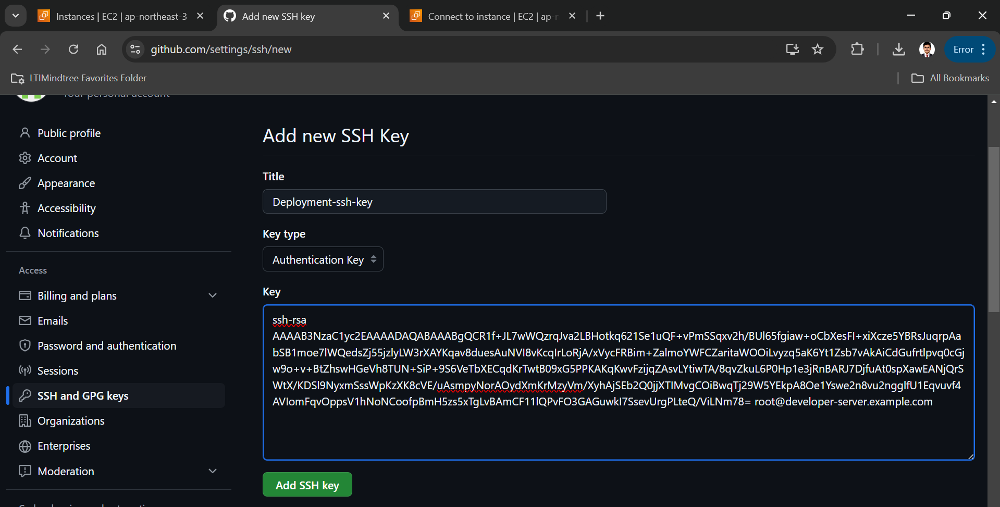 Instances | EC2 | ap-northeast-3
Add new SSH key
Connect to instance | EC2 | ap-n
github.com/settings/ssh/new
Error
LTIMindtree Favorites Folder
All Bookmarks
Your personal account
Public profile
Account
Appearance
Accessibility
Notifications
Access
Billing and plans
Emails
Password and authentication
Sessions
SSH and GPG keys
Organizations
Enterprises
Moderation
Add new SSH Key
Title
Deployment-ssh-key
Key type
Authentication Key
Key
ssh-rsa
AAAAB3NzaC1yc2EAAAADAQABAAABgQCR1f+JL7wWQzrqJva2LBHotkq621Se1uQF+vPmSSqxv2h/BUl65fgiaw+oCbXesFI+xiXcze5YBRsJuqrpAa
bSB1moe7lWQedsZj55jzlyLW3rXAYKqav8duesAuNVI8vKcqIrLoRjA/xVycFRBim+ZalmoYWFCZaritaWOOiLvyzq5aK6Yt1Zsb7vAkAiCdGufrtlpvq0cGj
w9o+v+BtZhswHGeVh8TUN+SiP+9S6VeTbXECqdKrTwtB09xG5PPKAKqKwvFzijqZAsvLYtiwTA/8qvZkuL6P0Hp1e3jRnBARJ7DjfuAt0spXawEANjQrS
WtX/KDSl9NyxmSssWpKzXK8cVE/uAsmpyNorAOydXmKrMzyVm/XyhAjSEb2Q0jjXTIMvgCOiBwqTj29W5YEkpA8Oe1Yswe2n8vu2ngglfU1Eqvuvf4
AVIomFqvOppsV1hNoNCoofpBmH5zs5xTgLvBAmCF11lQPvFO3GAGuwkI7SsevUrgPLteQ/ViLNm78= root@developer-server.example.com
Add SSH key